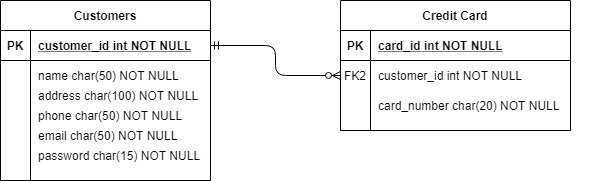 Customers
PK customer_id int NOT NULL
name char(50) NOT NULL
address char(100) NOT NULL
phone char(50) NOT NULL
email char(50) NOT NULL
password char(15) NOT NULL
Credit Card
PK card_id int NOT NULL
FK2 customer_id int NOT NULL
card_number char(20) NOT NULL